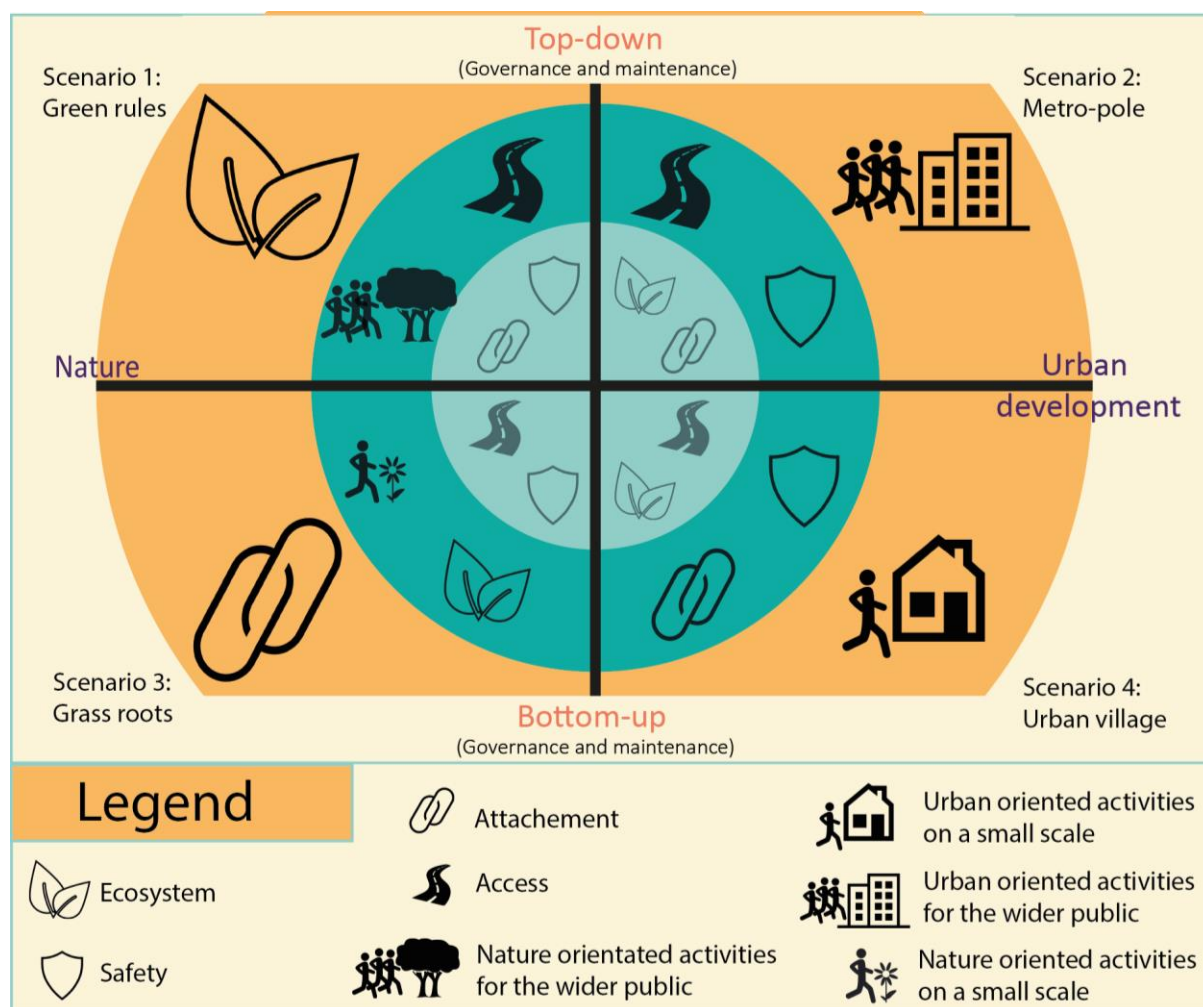 Top-down
(Governance and maintenance)
Scenario 1:
Green rules
Scenario 2:
Metro-pole
Nature
Urban
development
Scenario 3:
Grass roots
Scenario 4:
Urban village
Bottom-up
(Governance and maintenance)
Legend
Ecosystem
Safety
Attachement
Access
Nature orientated activities
for the wider public
Urban oriented activities
on a small scale
Urban oriented activities
for the wider public
Nature oriented activities
on a small scale